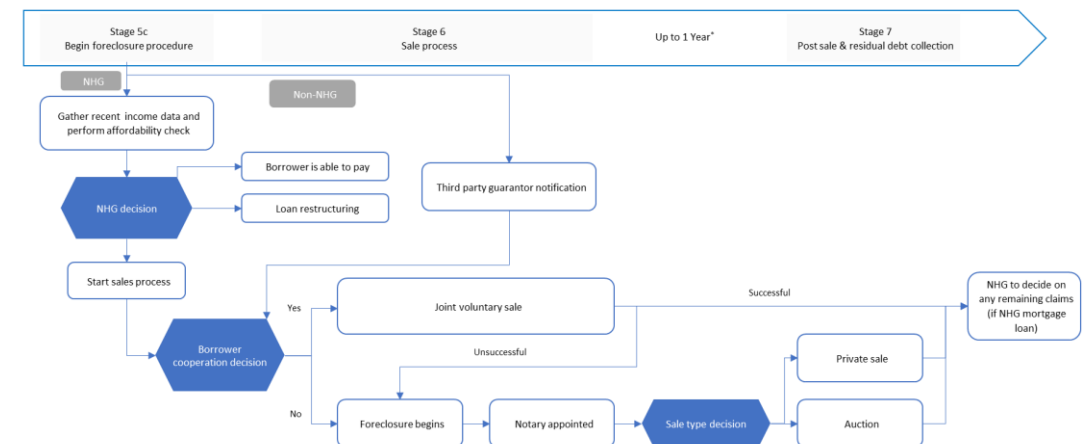 Stage 5c
Begin foreclosure procedure
Stage 6
Sale process
Up to 1 Year*
Stage 7
Post sale & residual debt collection
NHG
Non-NHG
Gather recent income data and
perform affordability check
Borrower is able to pay
Third party guarantor notification
NHG decision
Loan restructuring
Start sales process
Yes
Joint voluntary sale
Successful
NHG to decide on
any remaining claims
(if NHG mortgage
loan)
Borrower
cooperation decision
Unsuccessful
Private sale
No
Foreclosure begins
Notary appointed
Sale type decision
Auction